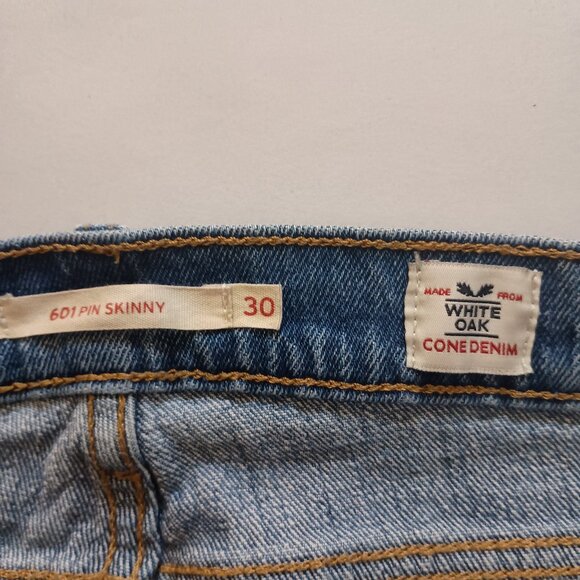 601 PIN SKINNY 30
MADE FROM
WHITE
OAK
CONE DENIM